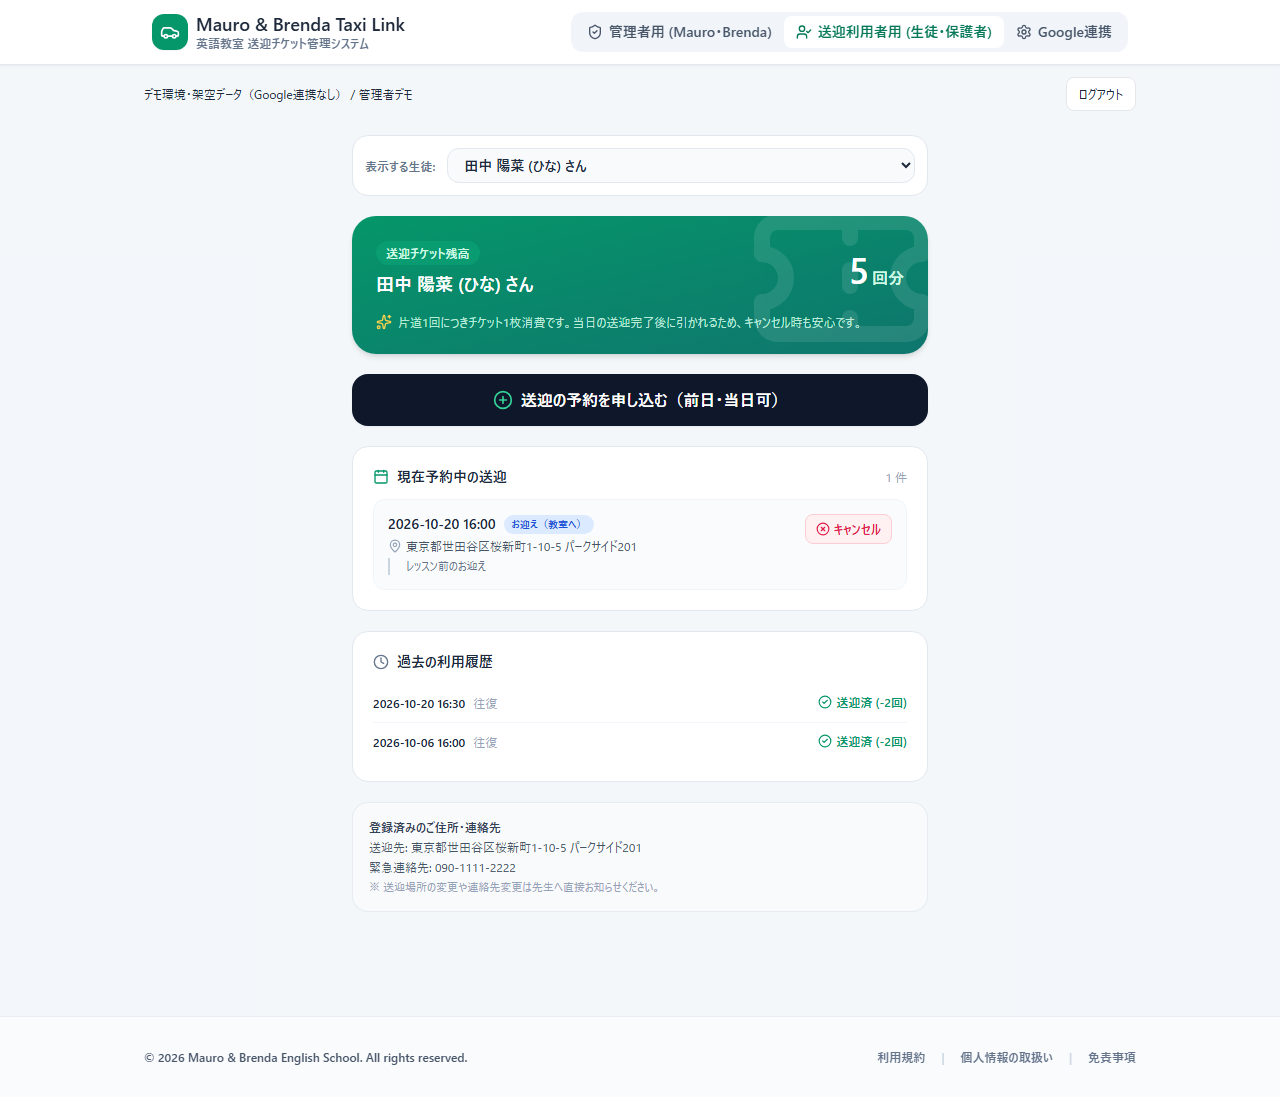 Mauro & Brenda Taxi Link
英語教室 送迎チケット管理システム
管理者用 (Mauro・Brenda)
送迎利用者用 (生徒・保護者)
Google連携
デモ環境・架空データ（Google連携なし） / 管理者デモ
ログアウト
表示する生徒:
田中 陽菜 (ひな) さん
送迎チケット残高
田中 陽菜 (ひな) さん
5 回分
片道1回につきチケット1枚消費です。当日の送迎完了後に引かれるため、キャンセル時も安心です。
送迎の予約を申し込む（前日・当日可）
現在予約中の送迎
1 件
2026-10-20 16:00 お迎え（教室へ）
キャンセル
東京都世田谷区桜新町1-10-5 パークサイド201
レッスン前のお迎え
過去の利用履歴
2026-10-20 16:30 往復
送迎済 (-2回)
2026-10-06 16:00 往復
送迎済 (-2回)
登録済みのご住所・連絡先
送迎先: 東京都世田谷区桜新町1-10-5 パークサイド201
緊急連絡先: 090-1111-2222
※ 送迎場所の変更や連絡先変更は先生へ直接お知らせください。
© 2026 Mauro & Brenda English School. All rights reserved.
利用規約 | 個人情報の取扱い | 免責事項